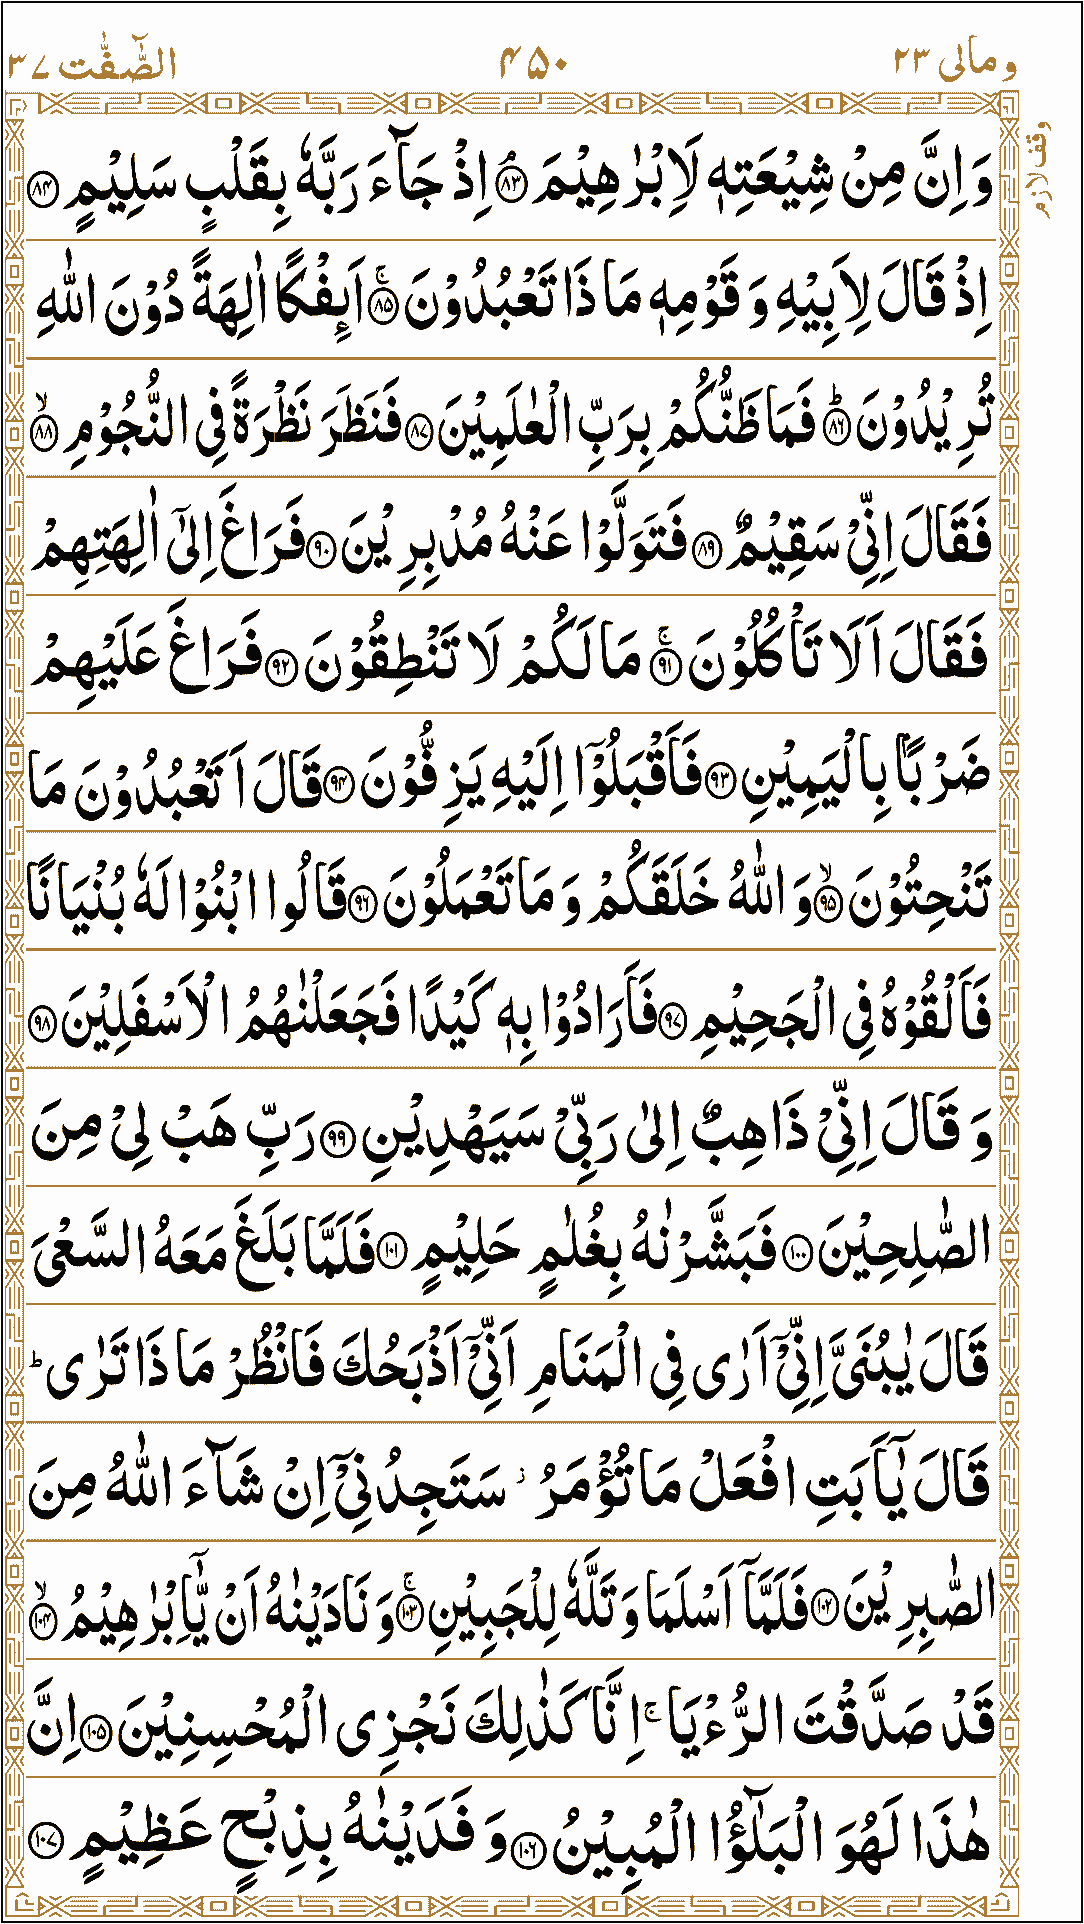 و مالی ۲۳ ۴۵۰ الصّٰٓفّٰت ۳۷
وقف لازم
وَ اِنَّ مِنْ شِیْعَتِهٖ لَاِبْرٰهِیْمَۘ ۸۳ اِذْ جَآءَ رَبَّهٗ بِقَلْبٍ سَلِیْمٍ ۸۴
اِذْ قَالَ لِاَبِیْهِ وَ قَوْمِهٖ مَا ذَا تَعْبُدُوْنَۚ ۸۵ اَىِٕفْكًا اٰلِهَةً دُوْنَ اللّٰهِ
تُرِیْدُوْنَؕ ۸۶ فَمَا ظَنُّكُمْ بِرَبِّ الْعٰلَمِیْنَ ۸۷ فَنَظَرَ نَظْرَةً فِی النُّجُوْمِۙ ۸۸
فَقَالَ اِنِّیْ سَقِیْمٌ ۸۹ فَتَوَلَّوْا عَنْهُ مُدْبِرِیْنَ ۹۰ فَرَاغَ اِلٰۤى اٰلِهَتِهِمْ
فَقَالَ اَلَا تَاْكُلُوْنَۚ ۹۱ مَا لَكُمْ لَا تَنْطِقُوْنَ ۹۲ فَرَاغَ عَلَیْهِمْ
ضَرْبًۢا بِالْیَمِیْنِ ۹۳ فَاَقْبَلُوْۤا اِلَیْهِ یَزِفُّوْنَ ۹۴ قَالَ اَتَعْبُدُوْنَ مَا
تَنْحِتُوْنَۙ ۹۵ وَ اللّٰهُ خَلَقَكُمْ وَ مَا تَعْمَلُوْنَ ۹۶ قَالُوا ابْنُوْا لَهٗ بُنْیَانًا
فَاَلْقُوْهُ فِی الْجَحِیْمِ ۹۷ فَاَرَادُوْا بِهٖ كَیْدًا فَجَعَلْنٰهُمُ الْاَسْفَلِیْنَ ۹۸
وَ قَالَ اِنِّیْ ذَاهِبٌ اِلٰى رَبِّیْ سَیَهْدِیْنِ ۹۹ رَبِّ هَبْ لِیْ مِنَ
الصّٰلِحِیْنَ ۱۰۰ فَبَشَّرْنٰهُ بِغُلٰمٍ حَلِیْمٍ ۱۰۱ فَلَمَّا بَلَغَ مَعَهُ السَّعْیَ
قَالَ یٰبُنَیَّ اِنِّیْۤ اَرٰى فِی الْمَنَامِ اَنِّیْۤ اَذْبَحُكَ فَانْظُرْ مَا ذَا تَرٰىؕ
قَالَ یٰۤاَبَتِ افْعَلْ مَا تُؤْمَرُ٘ سَتَجِدُنِیْۤ اِنْ شَآءَ اللّٰهُ مِنَ
الصّٰبِرِیْنَ ۱۰۲ فَلَمَّاۤ اَسْلَمَا وَ تَلَّهٗ لِلْجَبِیْنِۚ ۱۰۳ وَ نَادَیْنٰهُ اَنْ یّٰۤاِبْرٰهِیْمُۙ ۱۰۴
قَدْ صَدَّقْتَ الرُّءْیَاۚ اِنَّا كَذٰلِكَ نَجْزِی الْمُحْسِنِیْنَ ۱۰۵ اِنَّ
هٰذَا لَهُوَ الْبَلٰٓؤُا الْمُبِیْنُ ۱۰۶ وَ فَدَیْنٰهُ بِذِبْحٍ عَظِیْمٍ ۱۰۷